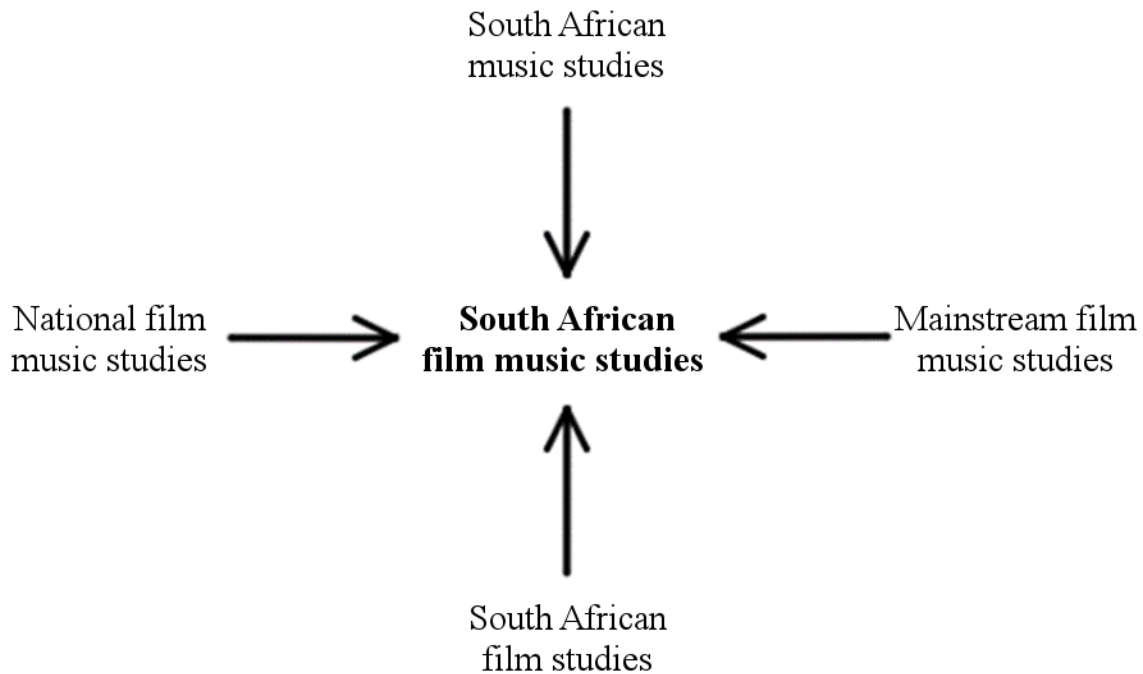 South African
music studies
National film
music studies
South African
film music studies
Mainstream film
music studies
South African
film studies